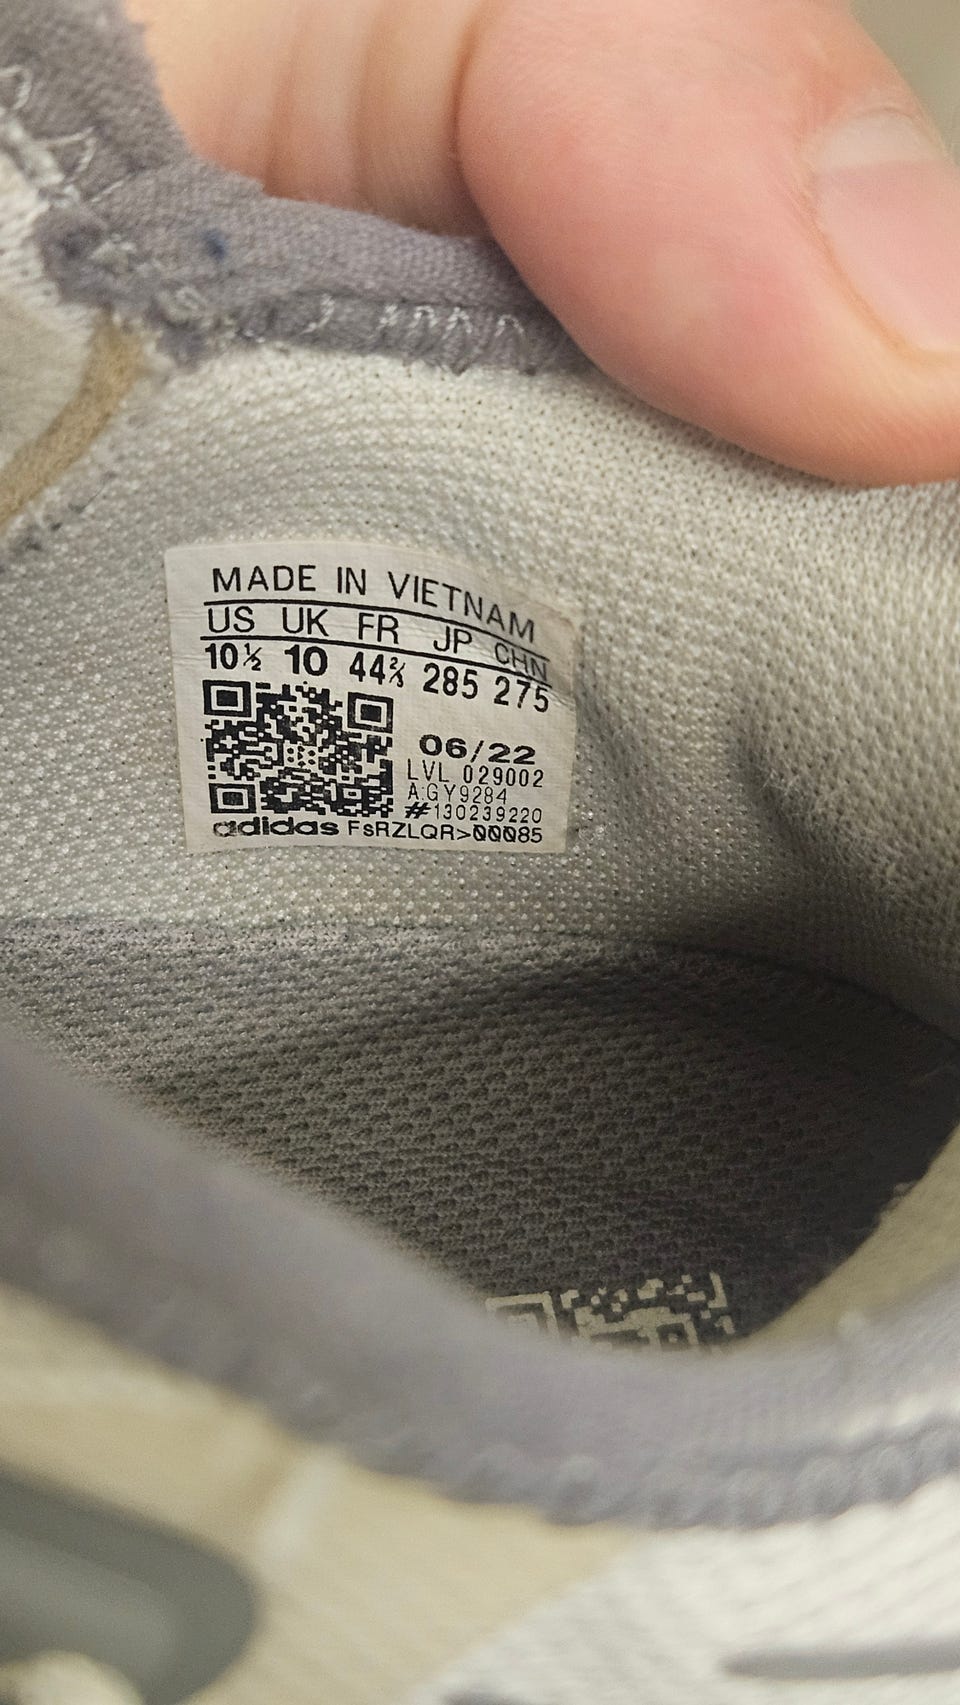 MADE IN VIETNAM
US UK FR JP CHN
10½ 10 44⅔ 285 275
06/22
LVL 029002
A:GY9284
#130239220
adidas FsRZLQR>00085